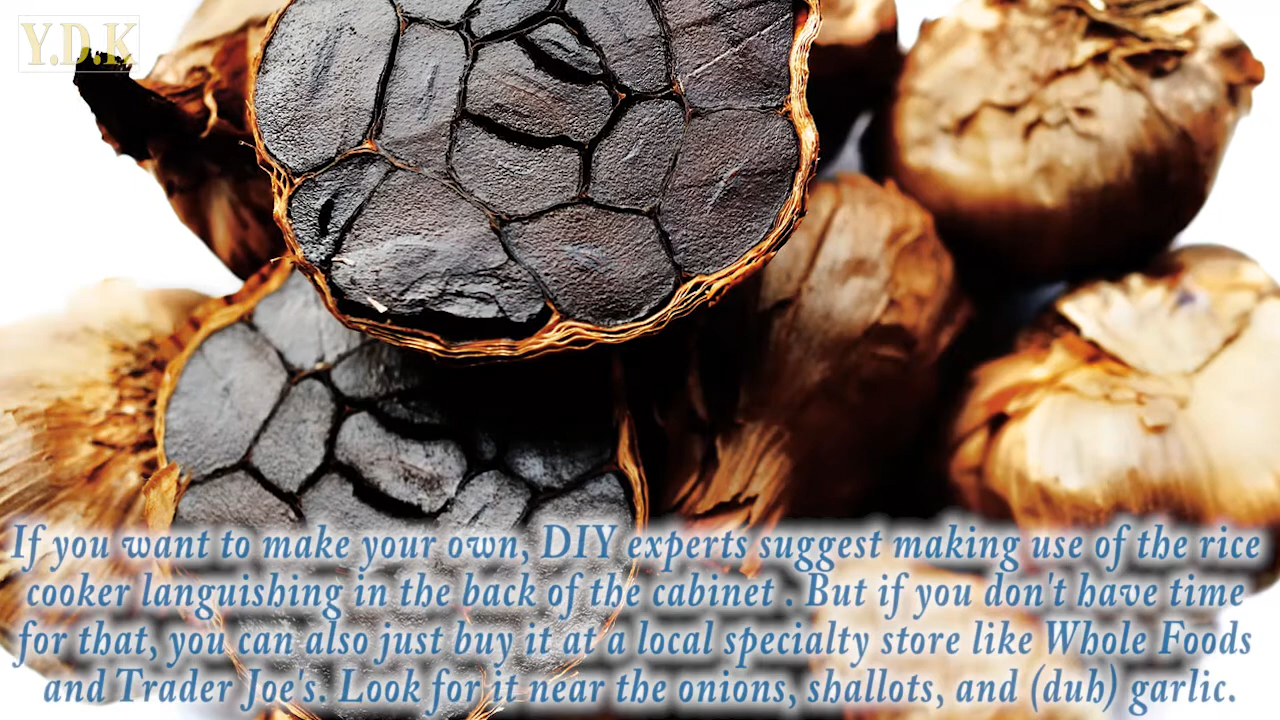 Y.D.K
If you want to make your own, DIY experts suggest making use of the rice
cooker languishing in the back of the cabinet . But if you don't have time
for that, you can also just buy it at a local specialty store like Whole Foods
and Trader Joe's. Look for it near the onions, shallots, and (duh) garlic.